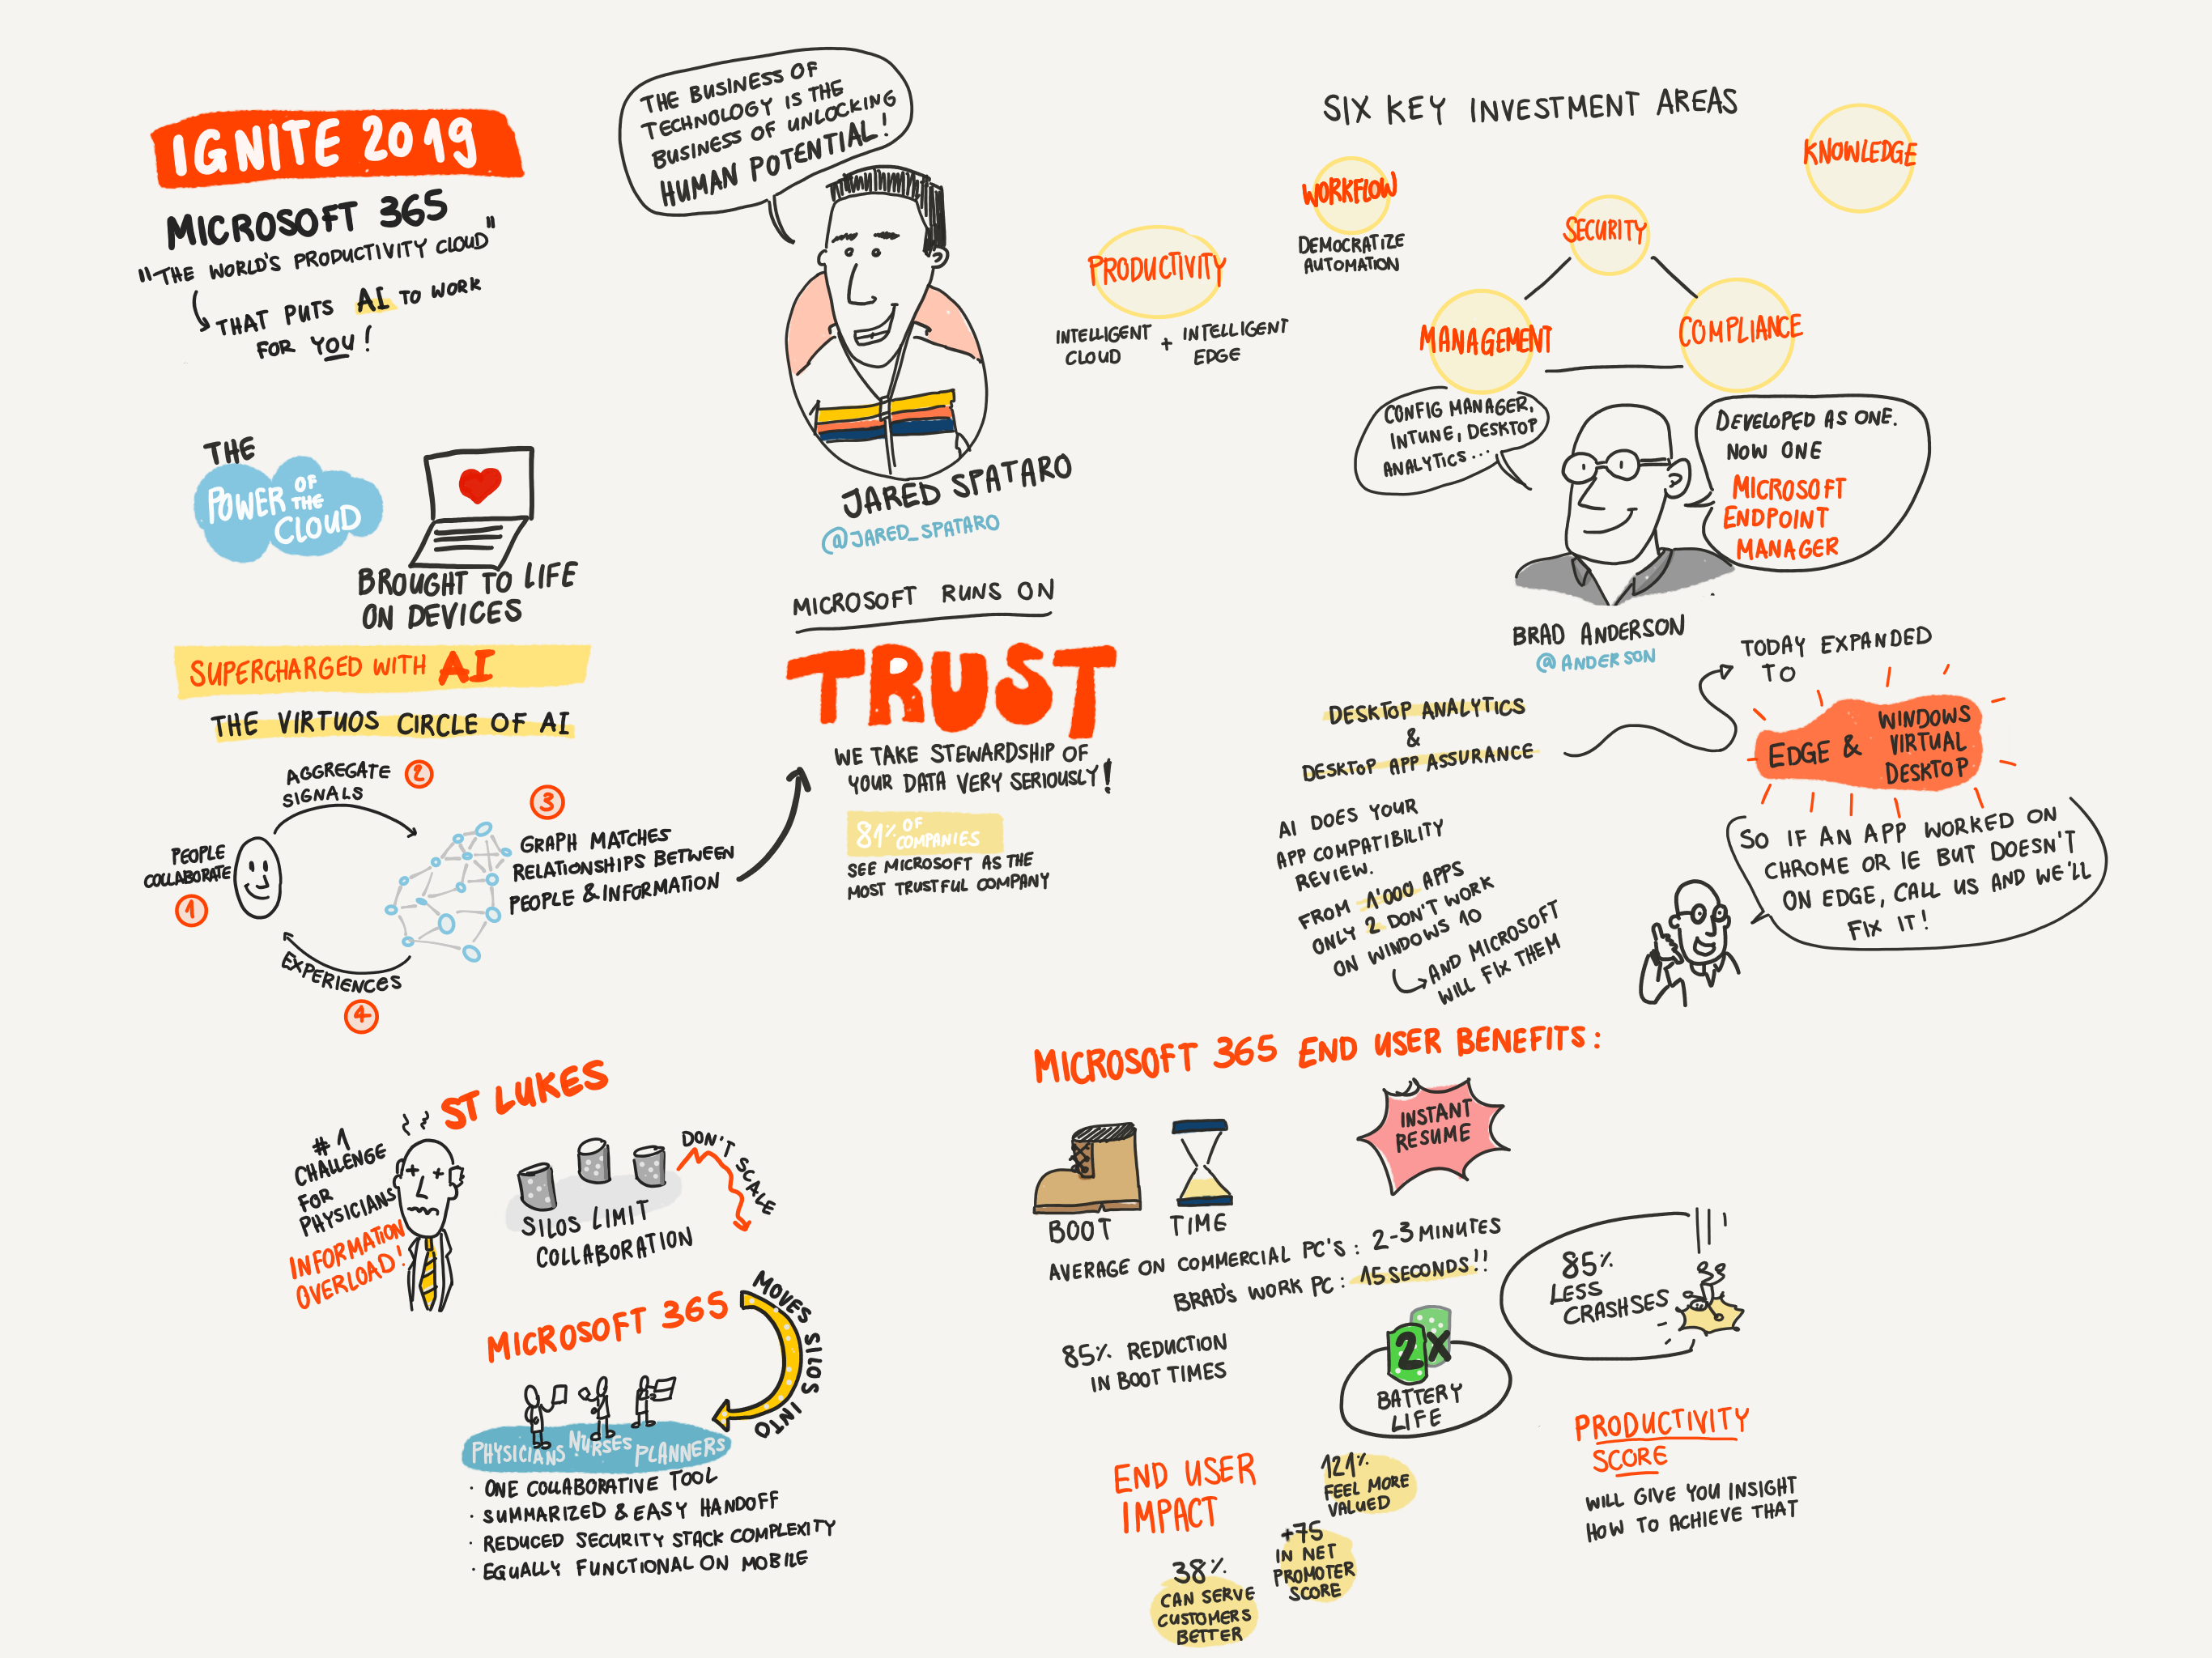 IGNITE 2019
MICROSOFT 365
"THE WORLD'S PRODUCTIVITY CLOUD"
THAT PUTS AI TO WORK
FOR YOU!
THE
POWER OF THE
CLOUD
BROUGHT TO LIFE
ON DEVICES
SUPERCHARGED WITH AI
THE VIRTUOS CIRCLE OF AI
AGGREGATE
SIGNALS
2
3
PEOPLE
COLLABORATE
1
GRAPH MATCHES
RELATIONSHIPS BETWEEN
PEOPLE & INFORMATION
EXPERIENCES
4
THE BUSINESS OF
TECHNOLOGY IS THE
BUSINESS OF UNLOCKING
HUMAN POTENTIAL!
JARED SPATARO
@JARED_SPATARO
MICROSOFT RUNS ON
TRUST
WE TAKE STEWARDSHIP OF
YOUR DATA VERY SERIOUSLY!
81% OF
COMPANIES
SEE MICROSOFT AS THE
MOST TRUSTFUL COMPANY
SIX KEY INVESTMENT AREAS
PRODUCTIVITY
INTELLIGENT
CLOUD
+
INTELLIGENT
EDGE
WORKFLOW
DEMOCRATIZE
AUTOMATION
SECURITY
MANAGEMENT
COMPLIANCE
KNOWLEDGE
CONFIG MANAGER,
INTUNE, DESKTOP
ANALYTICS...
DEVELOPED AS ONE.
NOW ONE
MICROSOFT
ENDPOINT
MANAGER
BRAD ANDERSON
@ANDERSON
DESKTOP ANALYTICS
&
DESKTOP APP ASSURANCE
TODAY EXPANDED
TO
EDGE &
WINDOWS
VIRTUAL
DESKTOP
AI DOES YOUR
APP COMPATIBILITY
REVIEW.
FROM 1'000 APPS
ONLY 2 DON'T WORK
ON WINDOWS 10
AND MICROSOFT
WILL FIX THEM
SO IF AN APP WORKED ON
CHROME OR IE BUT DOESN'T
ON EDGE, CALL US AND WE'LL
FIX IT!
ST LUKES
#1
CHALLENGE
FOR
PHYSICIANS
INFORMATION
OVERLOAD!
SILOS LIMIT
COLLABORATION
DON'T SCALE
MICROSOFT 365
MOVES SILOS INTO
PHYSICIANS NURSES PLANNERS
· ONE COLLABORATIVE TOOL
· SUMMARIZED & EASY HANDOFF
· REDUCED SECURITY STACK COMPLEXITY
· EQUALLY FUNCTIONAL ON MOBILE
MICROSOFT 365 END USER BENEFITS:
BOOT
TIME
INSTANT
RESUME
AVERAGE ON COMMERCIAL PC'S: 2-3 MINUTES
BRAD'S WORK PC: 15 SECONDS!!
85% REDUCTION
IN BOOT TIMES
2X
BATTERY
LIFE
85%
LESS
CRASHSES
END USER
IMPACT
121%
FEEL MORE
VALUED
+75
IN NET
PROMOTER
SCORE
38%
CAN SERVE
CUSTOMERS
BETTER
PRODUCTIVITY
SCORE
WILL GIVE YOU INSIGHT
HOW TO ACHIEVE THAT